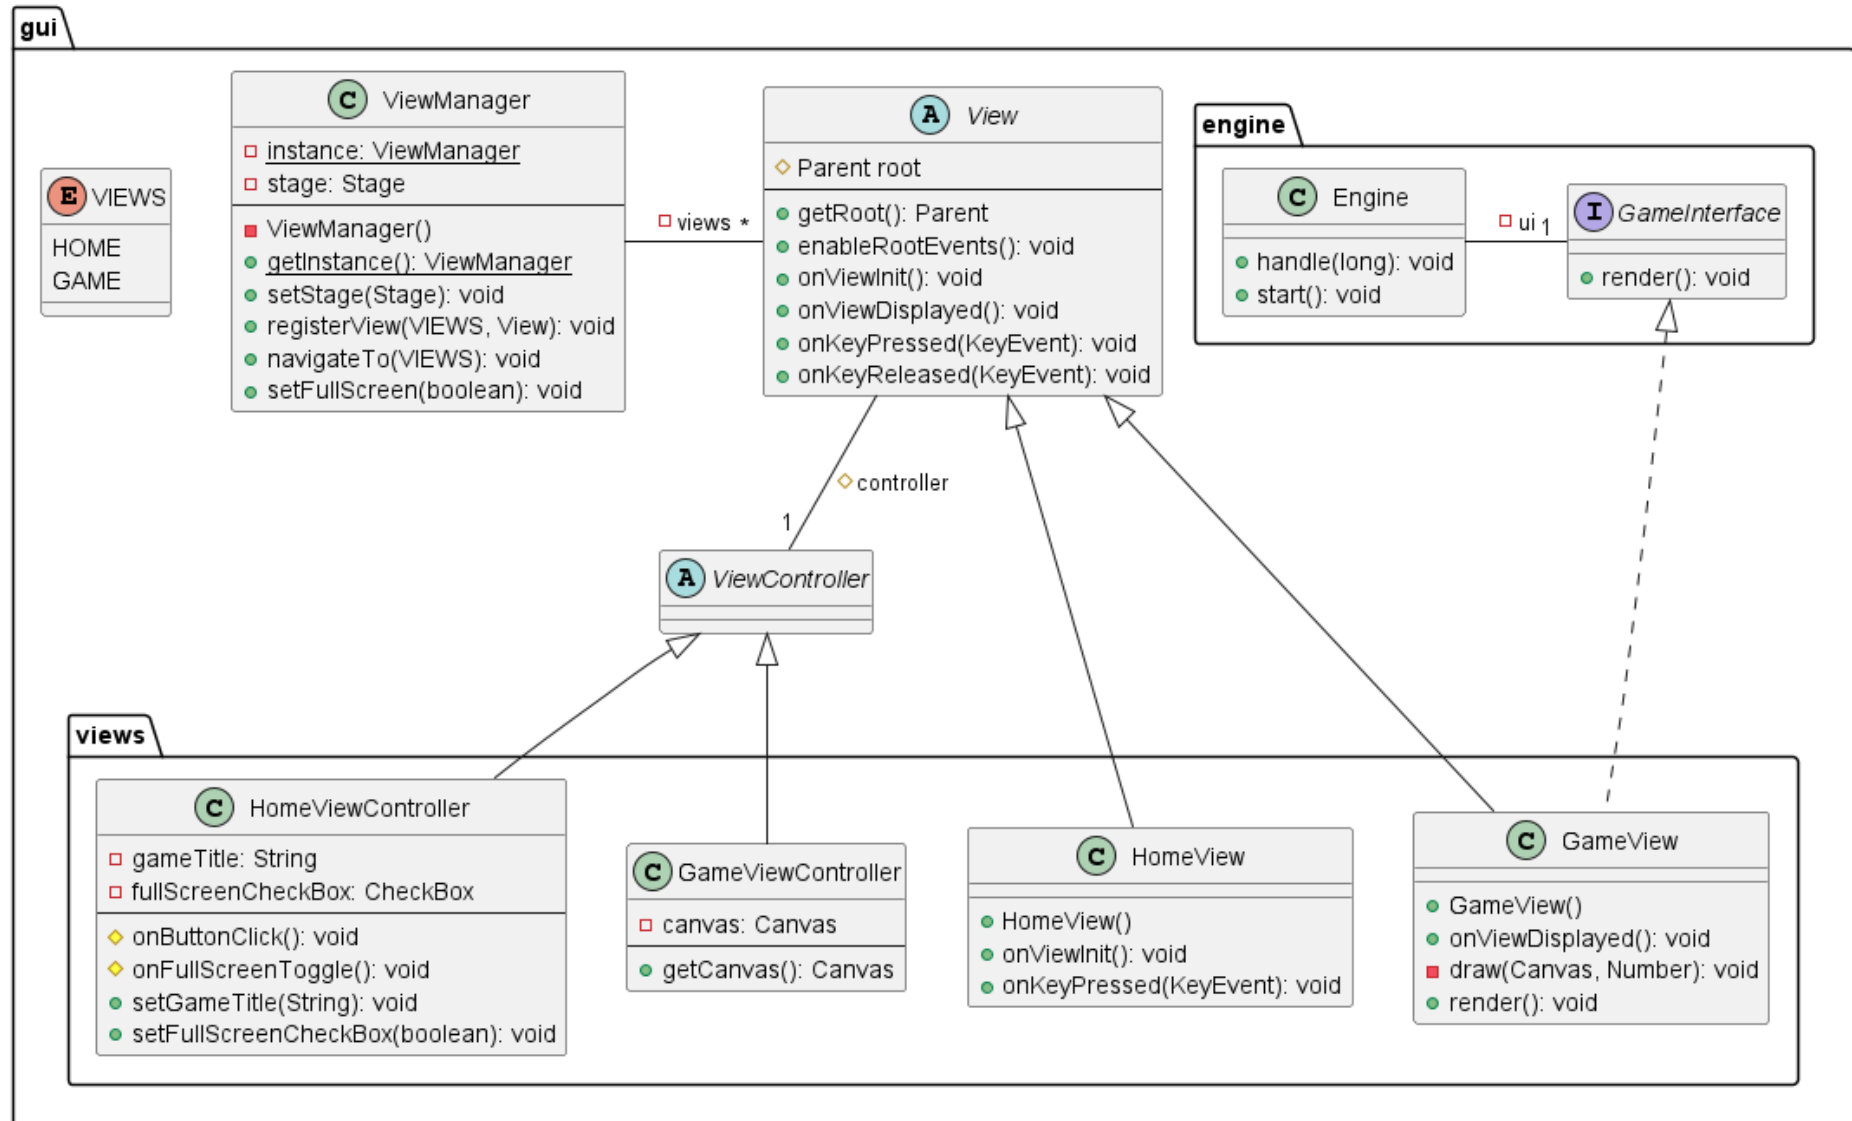 gui
E VIEWS
HOME
GAME
C ViewManager
instance: ViewManager
stage: Stage
ViewManager()
getInstance(): ViewManager
setStage(Stage): void
registerView(VIEWS, View): void
navigateTo(VIEWS): void
setFullScreen(boolean): void
views *
A View
Parent root
getRoot(): Parent
enableRootEvents(): void
onViewInit(): void
onViewDisplayed(): void
onKeyPressed(KeyEvent): void
onKeyReleased(KeyEvent): void
engine
C Engine
handle(long): void
start(): void
ui 1
I GameInterface
render(): void
controller
1
A ViewController
views
C HomeViewController
gameTitle: String
fullScreenCheckBox: CheckBox
onButtonClick(): void
onFullScreenToggle(): void
setGameTitle(String): void
setFullScreenCheckBox(boolean): void
C GameViewController
canvas: Canvas
getCanvas(): Canvas
C HomeView
HomeView()
onViewInit(): void
onKeyPressed(KeyEvent): void
C GameView
GameView()
onViewDisplayed(): void
draw(Canvas, Number): void
render(): void